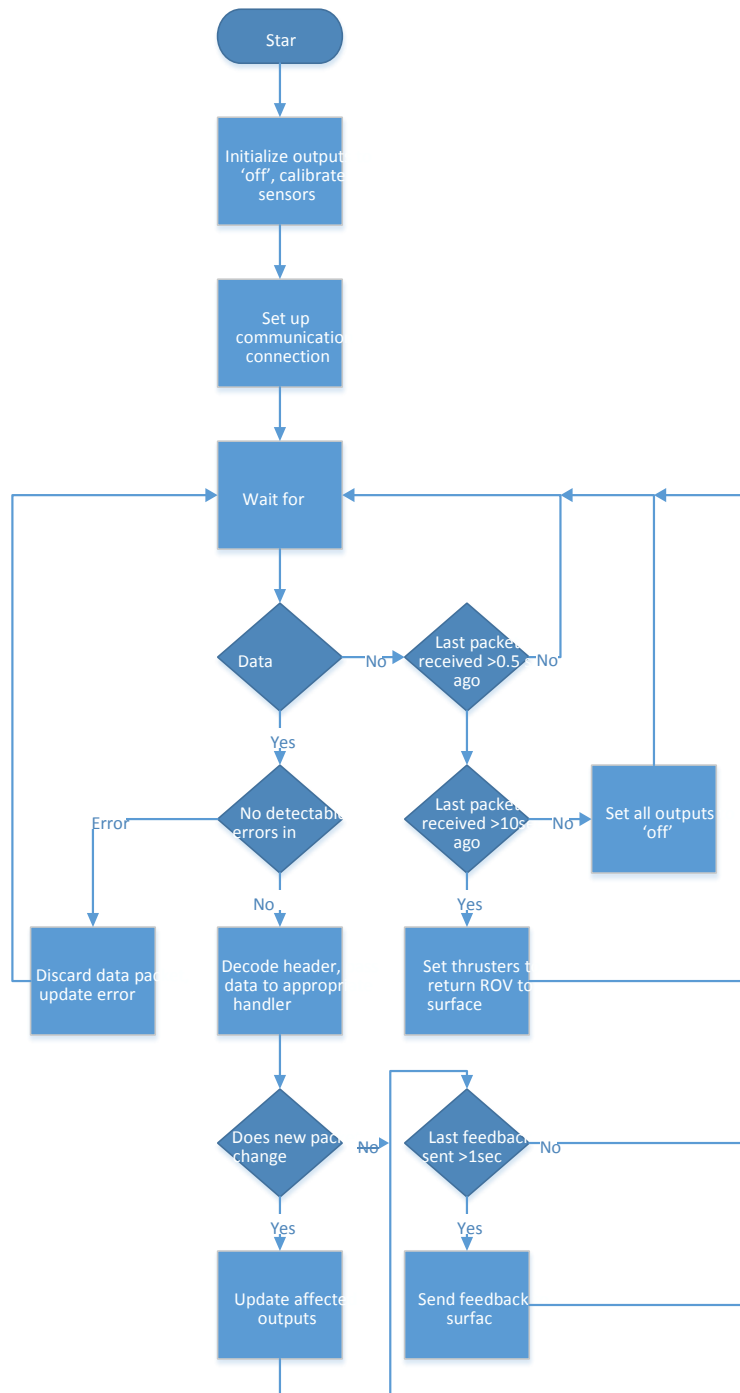 Star
Initialize output
‘off’, calibrate
sensors
Set up
communicatio
connection
Wait for
Data
No
Last packet
received >0.5
ago
No
Yes
Error
No detectable
errors in
Last packet
received >10s
ago
No
Set all outputs
‘off’
No
Yes
Discard data pac
update error
Decode header,
data to appropr
handler
Set thrusters t
return ROV to
surface
Does new pack
change
No
Last feedback
sent >1sec
No
Yes
Yes
Update affecte
outputs
Send feedback
surfac